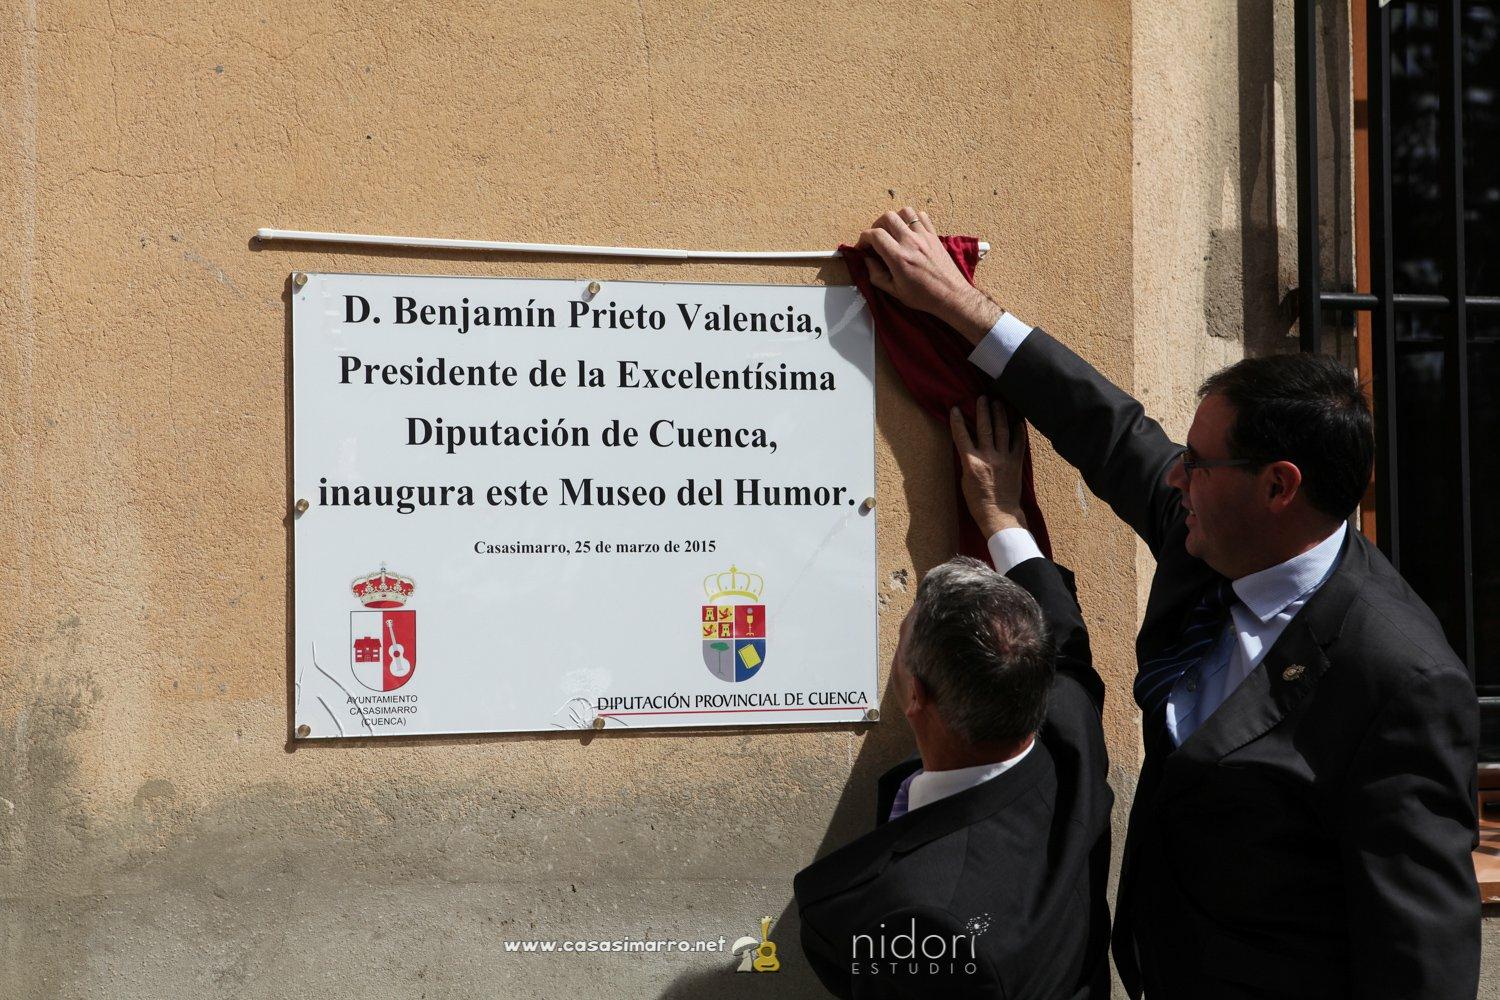 D. Benjamín Prieto Valencia,
Presidente de la Excelentísima
Diputación de Cuenca,
inaugura este Museo del Humor.
Casasimarro, 25 de marzo de 2015
AYUNTAMIENTO
CASASIMARRO
(CUENCA)
DIPUTACIÓN PROVINCIAL DE CUENCA
www.casasimarro.net
nidori
ESTUDIO